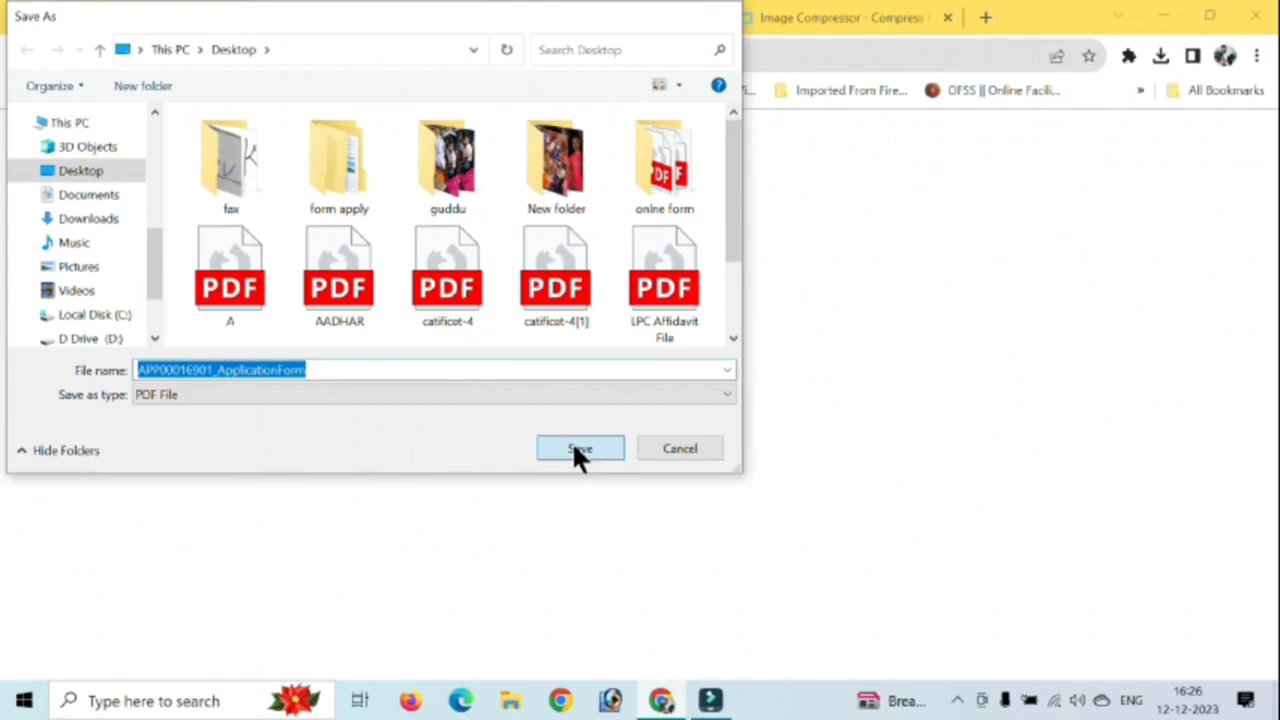 Save As
Image Compressor - Compress
This PC > Desktop >
Search Desktop
Organize
New folder
Imported From Fire...
OFSS || Online Facili...
»
All Bookmarks
This PC
3D Objects
Desktop
Documents
Downloads
Music
Pictures
Videos
Local Disk (C:)
D Drive (D:)
fax
form apply
guddu
New folder
onine form
PDF
PDF
PDF
PDF
PDF
A
AADHAR
catificet-4
catificet-4[1]
LPC Affidavit
File
File name: APP00016901_ApplicationForm
Save as type: PDF File
Hide Folders
Save
Cancel
Type here to search
Brea...
ENG
16:26
12-12-2023